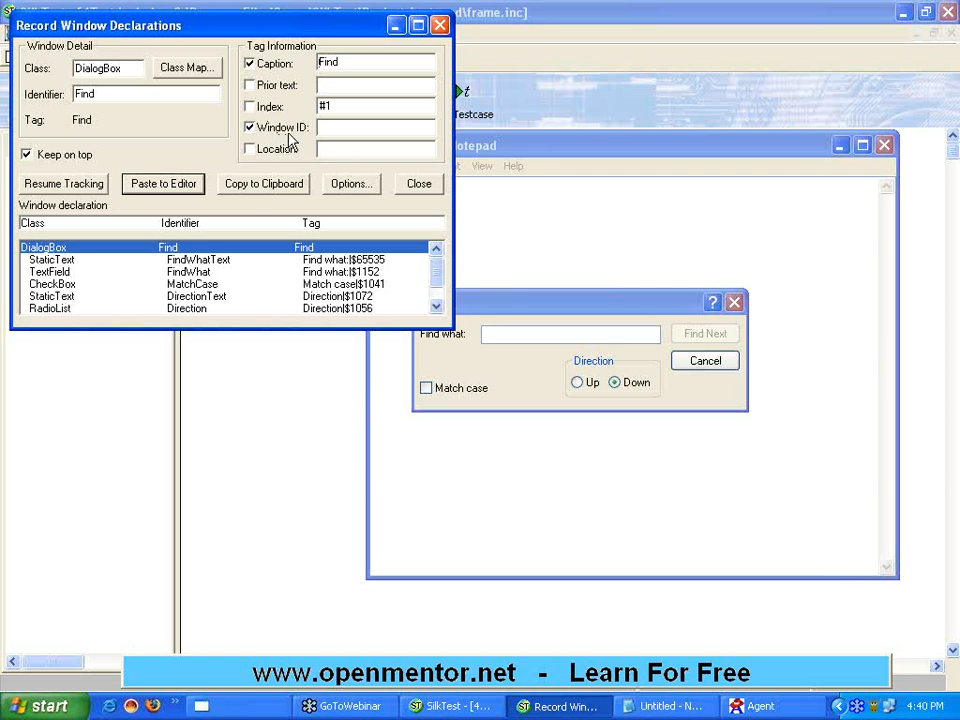 Record Window Declarations
d\frame.inc]
Window Detail
Class:
DialogBox
Class Map...
Identifier:
Find
Tag:
Find
Keep on top
Tag Information
Caption:
Find
Prior text:
Index:
#1
Window ID:
Location:
Resume Tracking
Paste to Editor
Copy to Clipboard
Options...
Close
Window declaration
Class Identifier Tag
DialogBox Find Find
StaticText FindWhatText Find what:|$65535
TextField FindWhat Find what:|$1152
CheckBox MatchCase Match case|$1041
StaticText DirectionText Direction|$1072
RadioList Direction Direction|$1056
t
Testcase
Notepad
View Help
Find what:
Find Next
Direction
Up Down
Cancel
Match case
www.openmentor.net - Learn For Free
start
»
GoToWebinar
SilkTest - [4...
Record Win...
Untitled - N...
Agent
4:40 PM